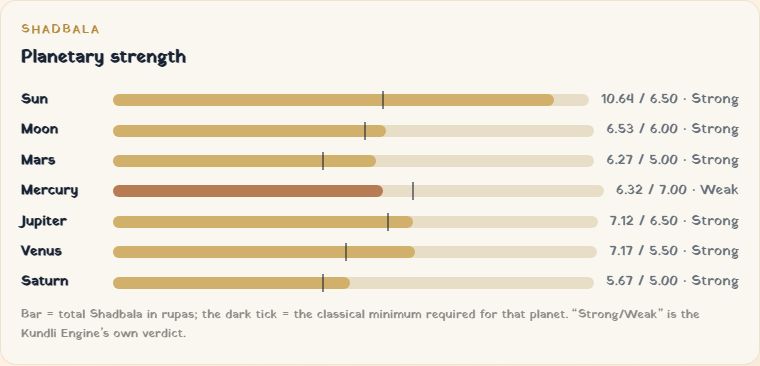 SHADBALA
Planetary strength
Sun 10.64 / 6.50 · Strong
Moon 6.53 / 6.00 · Strong
Mars 6.27 / 5.00 · Strong
Mercury 6.32 / 7.00 · Weak
Jupiter 7.12 / 6.50 · Strong
Venus 7.17 / 5.50 · Strong
Saturn 5.67 / 5.00 · Strong
Bar = total Shadbala in rupas; the dark tick = the classical minimum required for that planet. “Strong/Weak” is the
Kundli Engine’s own verdict.